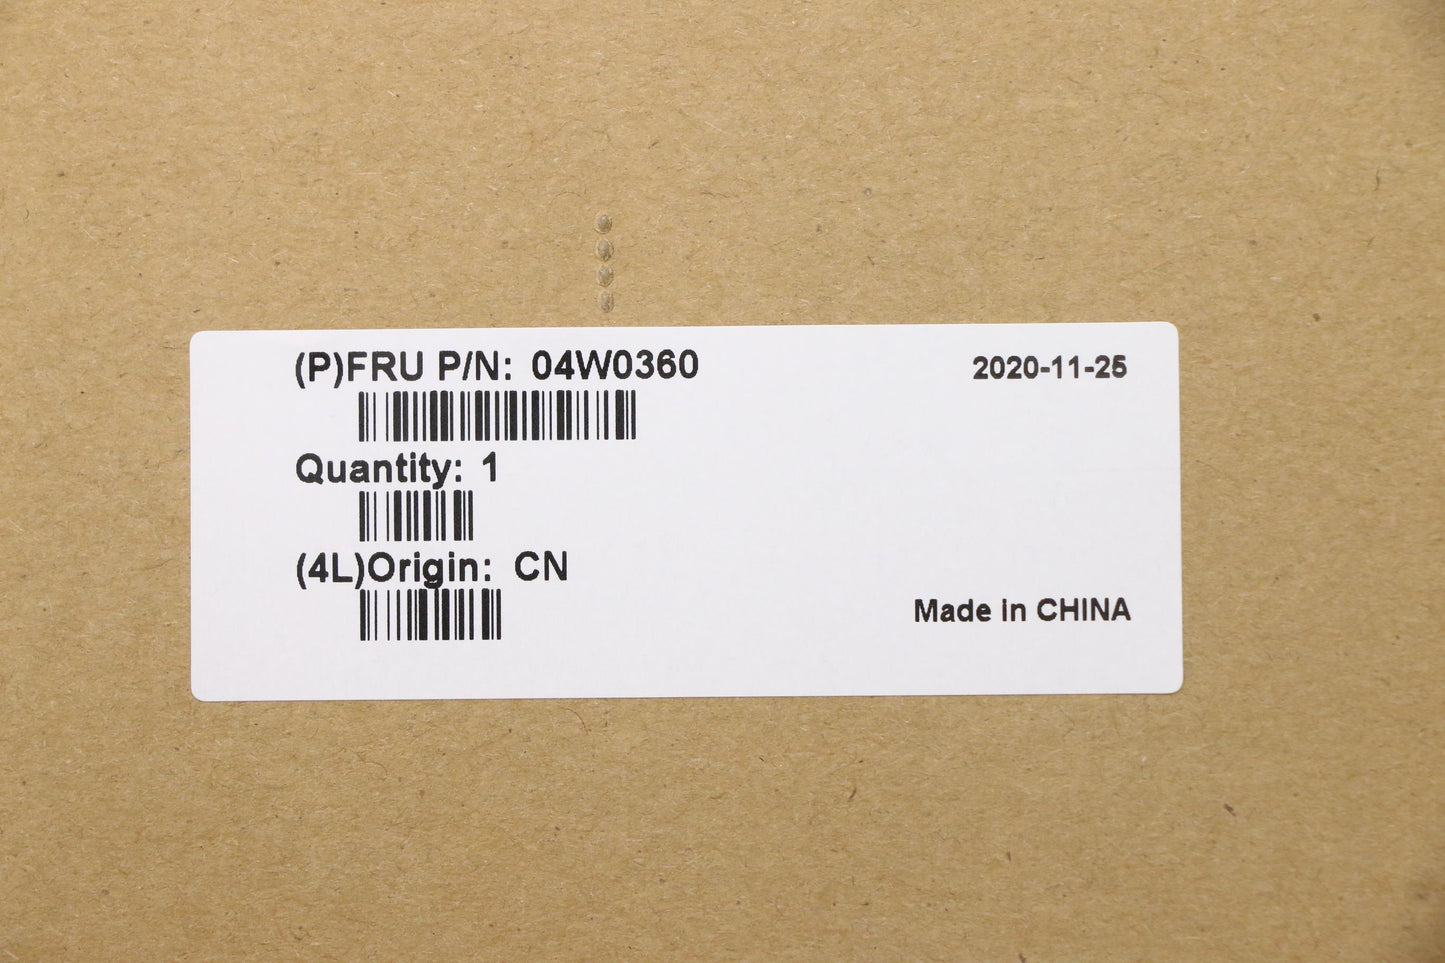 (P)FRU P/N: 04W0360
2020-11-25
Quantity: 1
(4L)Origin: CN
Made in CHINA